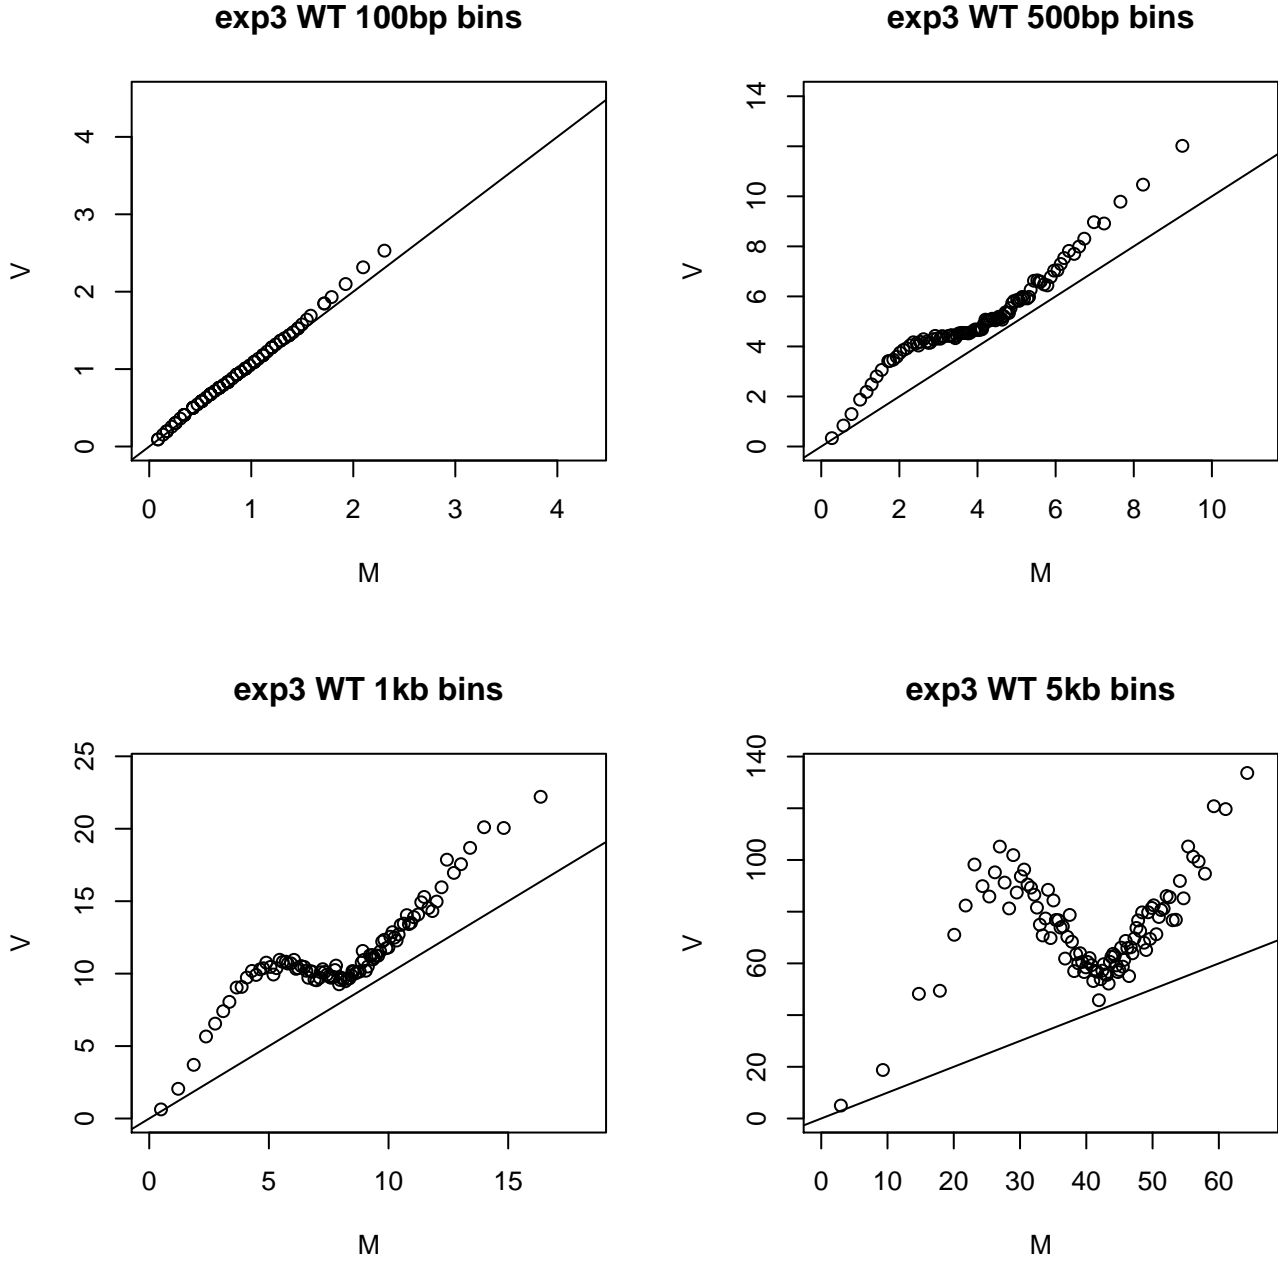 exp3 WT 100bp bins
V
0 1 2 3 4
0 1 2 3 4
M
exp3 WT 500bp bins
V
0 2 4 6 8 10 14
0 2 4 6 8 10
M
exp3 WT 1kb bins
V
0 5 10 15 20 25
0 5 10 15
M
exp3 WT 5kb bins
V
0 20 60 100 140
0 10 20 30 40 50 60
M